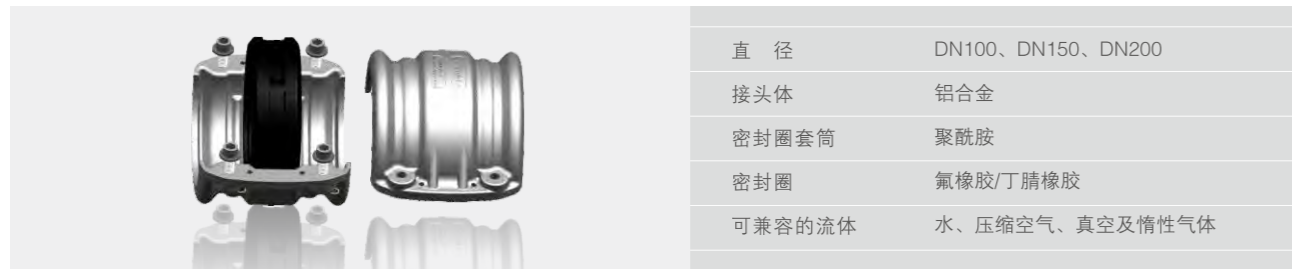 直 径 DN100、DN150、DN200
接头体 铝合金
密封圈套筒 聚酰胺
密封圈 氟橡胶/丁腈橡胶
可兼容的流体 水、压缩空气、真空及惰性气体